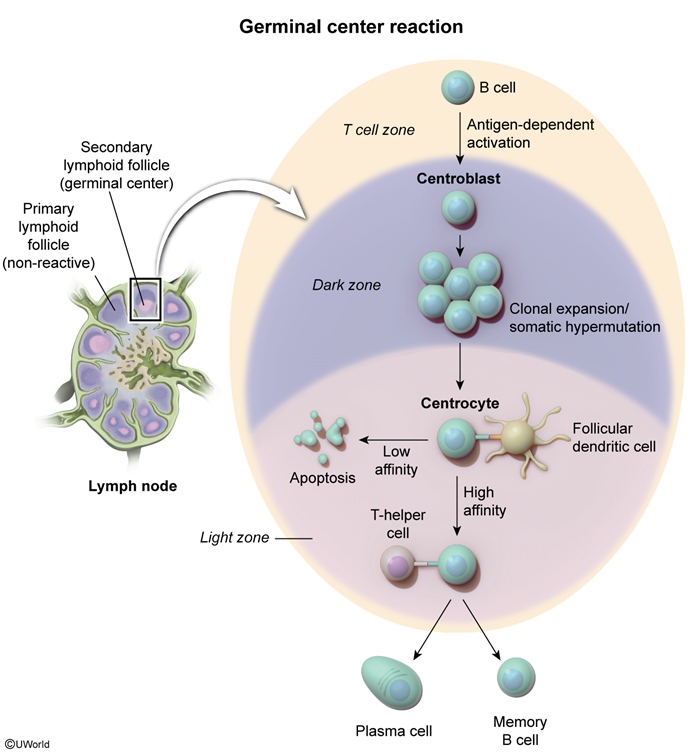 Germinal center reaction
B cell
T cell zone
Antigen-dependent
activation
Secondary
lymphoid follicle
(germinal center)
Centroblast
Primary
lymphoid
follicle
(non-reactive)
Dark zone
Clonal expansion/
somatic hypermutation
Centrocyte
Follicular
dendritic cell
Low
affinity
Apoptosis
Lymph node
High
affinity
T-helper
cell
Light zone
Plasma cell
Memory
B cell
©UWorld